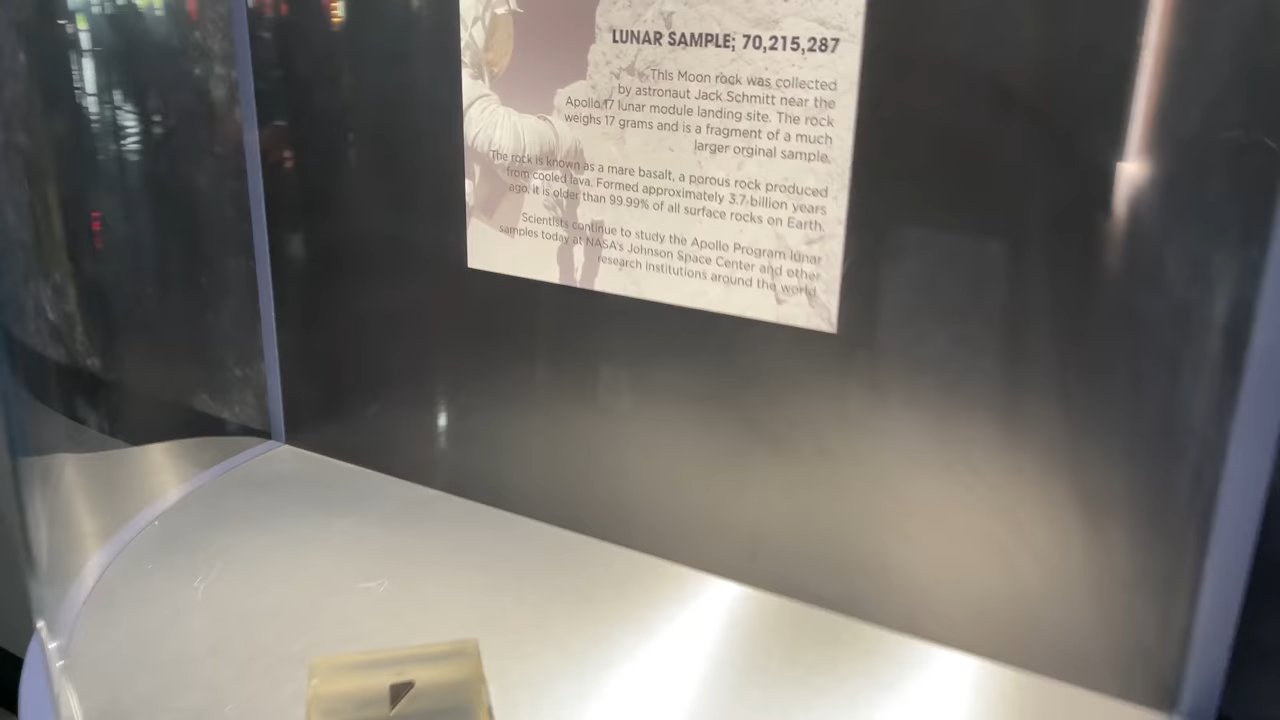 LUNAR SAMPLE; 70,215,287
This Moon rock was collected
by astronaut Jack Schmitt near the
Apollo 17 lunar module landing site. The rock
weighs 17 grams and is a fragment of a much
larger orginal sample.
The rock is known as a mare basalt, a porous rock produced
from cooled lava. Formed approximately 3.7 billion years
ago, it is older than 99.99% of all surface rocks on Earth.
Scientists continue to study the Apollo Program lunar
samples today at NASA's Johnson Space Center and other
research institutions around the world.